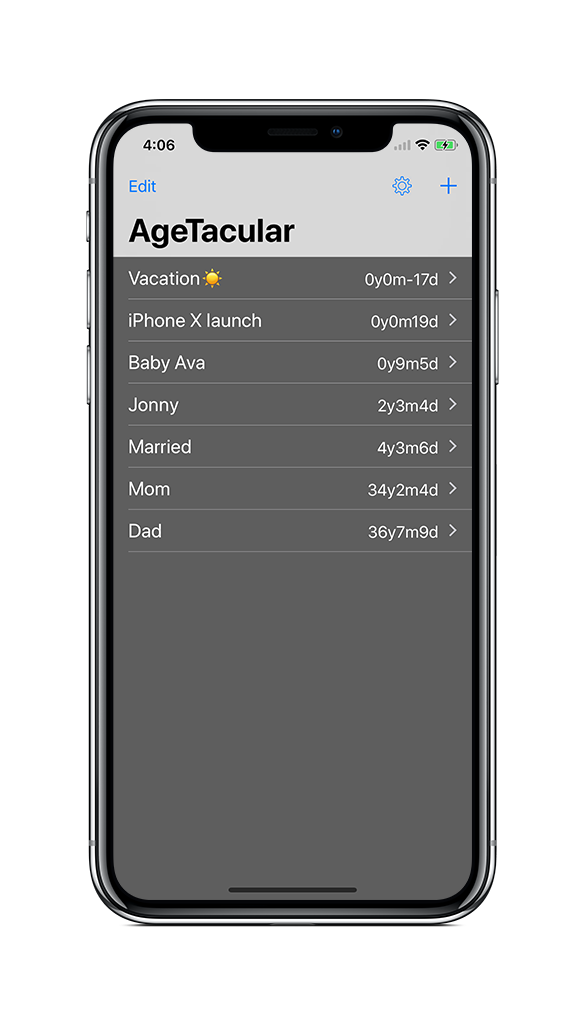 4:06
Edit
AgeTacular
Vacation☀️ 0y0m-17d
iPhone X launch 0y0m19d
Baby Ava 0y9m5d
Jonny 2y3m4d
Married 4y3m6d
Mom 34y2m4d
Dad 36y7m9d